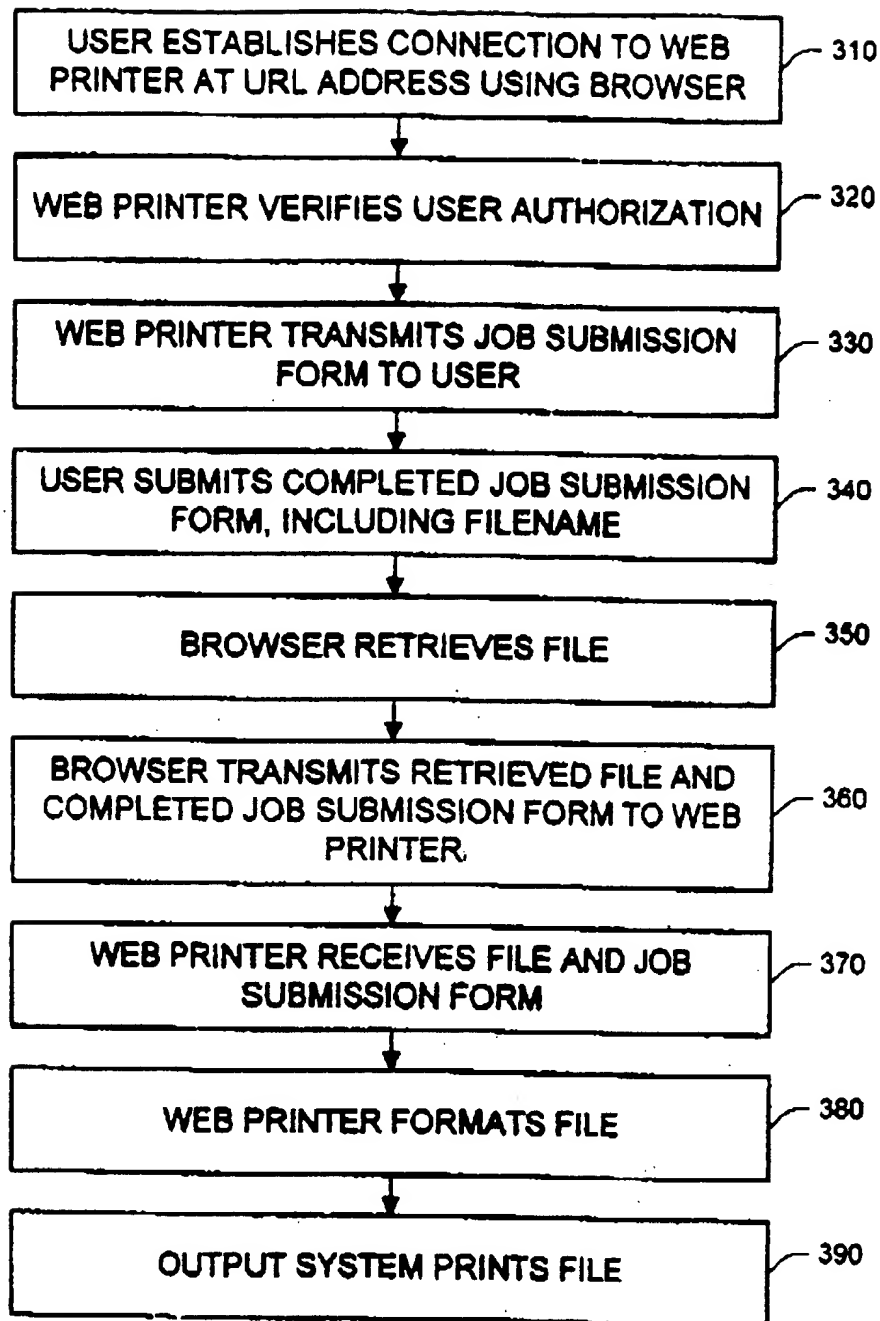 USER ESTABLISHES CONNECTION TO WEB
PRINTER AT URL ADDRESS USING BROWSER
310
WEB PRINTER VERIFIES USER AUTHORIZATION
320
WEB PRINTER TRANSMITS JOB SUBMISSION
FORM TO USER
330
USER SUBMITS COMPLETED JOB SUBMISSION
FORM, INCLUDING FILENAME
340
BROWSER RETRIEVES FILE
350
BROWSER TRANSMITS RETRIEVED FILE AND
COMPLETED JOB SUBMISSION FORM TO WEB
PRINTER
360
WEB PRINTER RECEIVES FILE AND JOB
SUBMISSION FORM
370
WEB PRINTER FORMATS FILE
380
OUTPUT SYSTEM PRINTS FILE
390